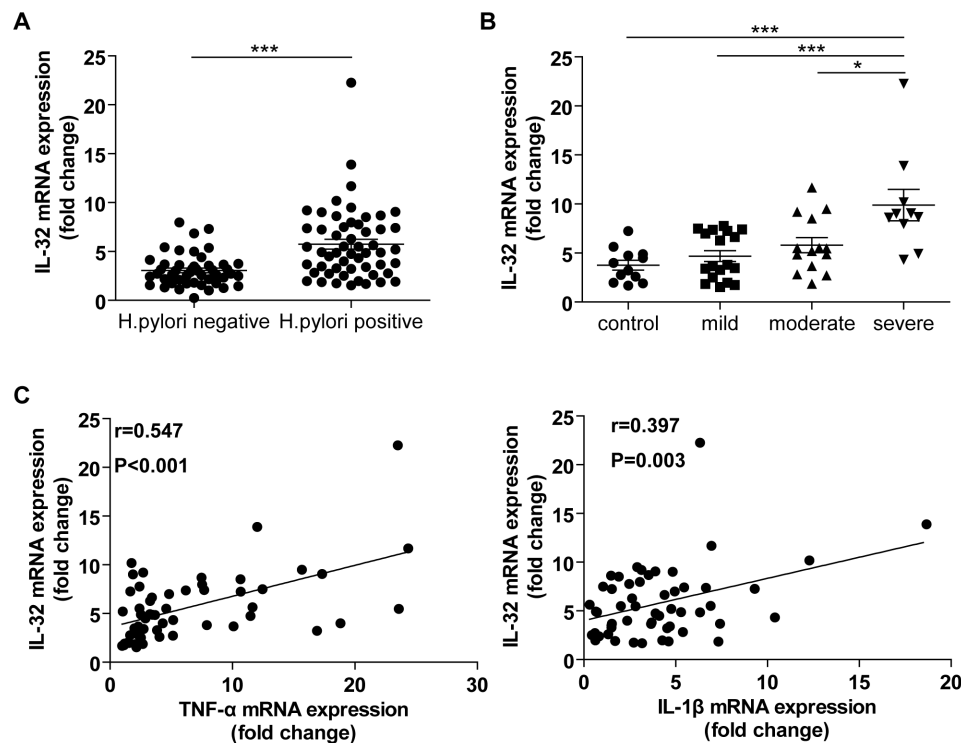 A
IL-32 mRNA expression
(fold change)
25
20
15
10
5
0
***
H.pylori negative H.pylori positive
B
IL-32 mRNA expression
(fold change)
25
20
15
10
5
0
***
***
*
control mild moderate severe
C
IL-32 mRNA expression
(fold change)
25
20
15
10
5
0
r=0.547
P<0.001
0 10 20 30
TNF-α mRNA expression
(fold change)
IL-32 mRNA expression
(fold change)
25
20
15
10
5
0
r=0.397
P=0.003
0 5 10 15 20
IL-1β mRNA expression
(fold change)